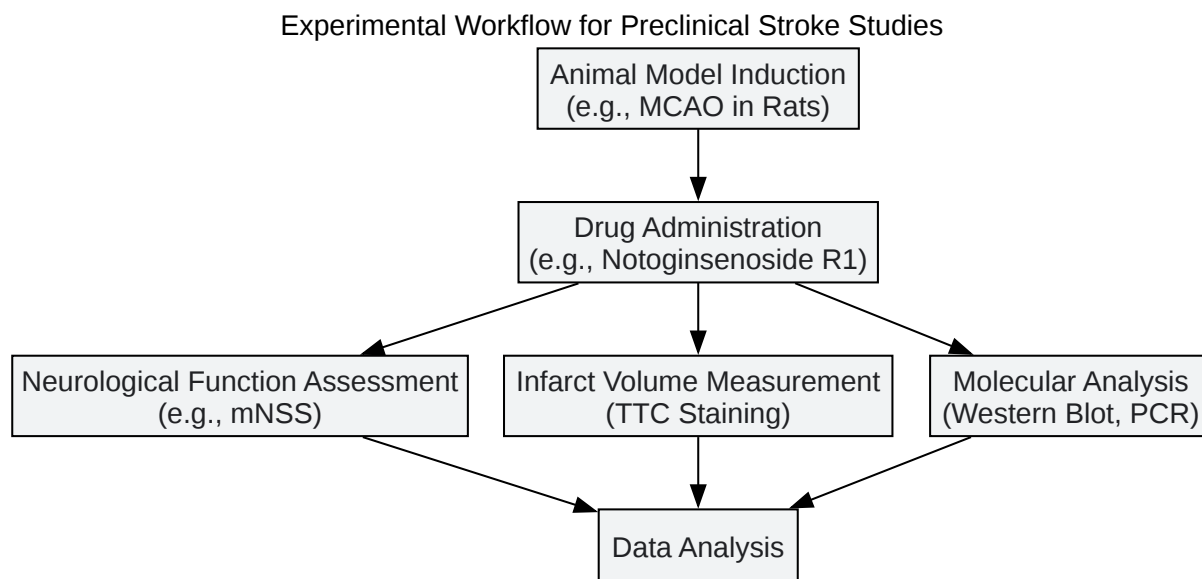 Experimental Workflow for Preclinical Stroke Studies
Animal Model Induction
(e.g., MCAO in Rats)
Drug Administration
(e.g., Notoginsenoside R1)
Neurological Function Assessment
(e.g., mNSS)
Infarct Volume Measurement
(TTC Staining)
Molecular Analysis
(Western Blot, PCR)
Data Analysis